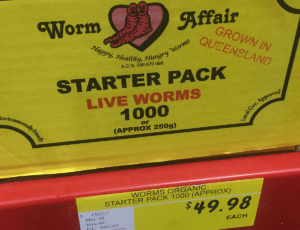 Worm Affair
Happy, Healthy, Hungry Worms
GROWN IN
QUEENSLAND
STARTER PACK
LIVE WORMS
1000
or
(APPROX 250g)
WORMS ORGANIC
STARTER PACK 1000 (APPROX)
$49.98
EACH